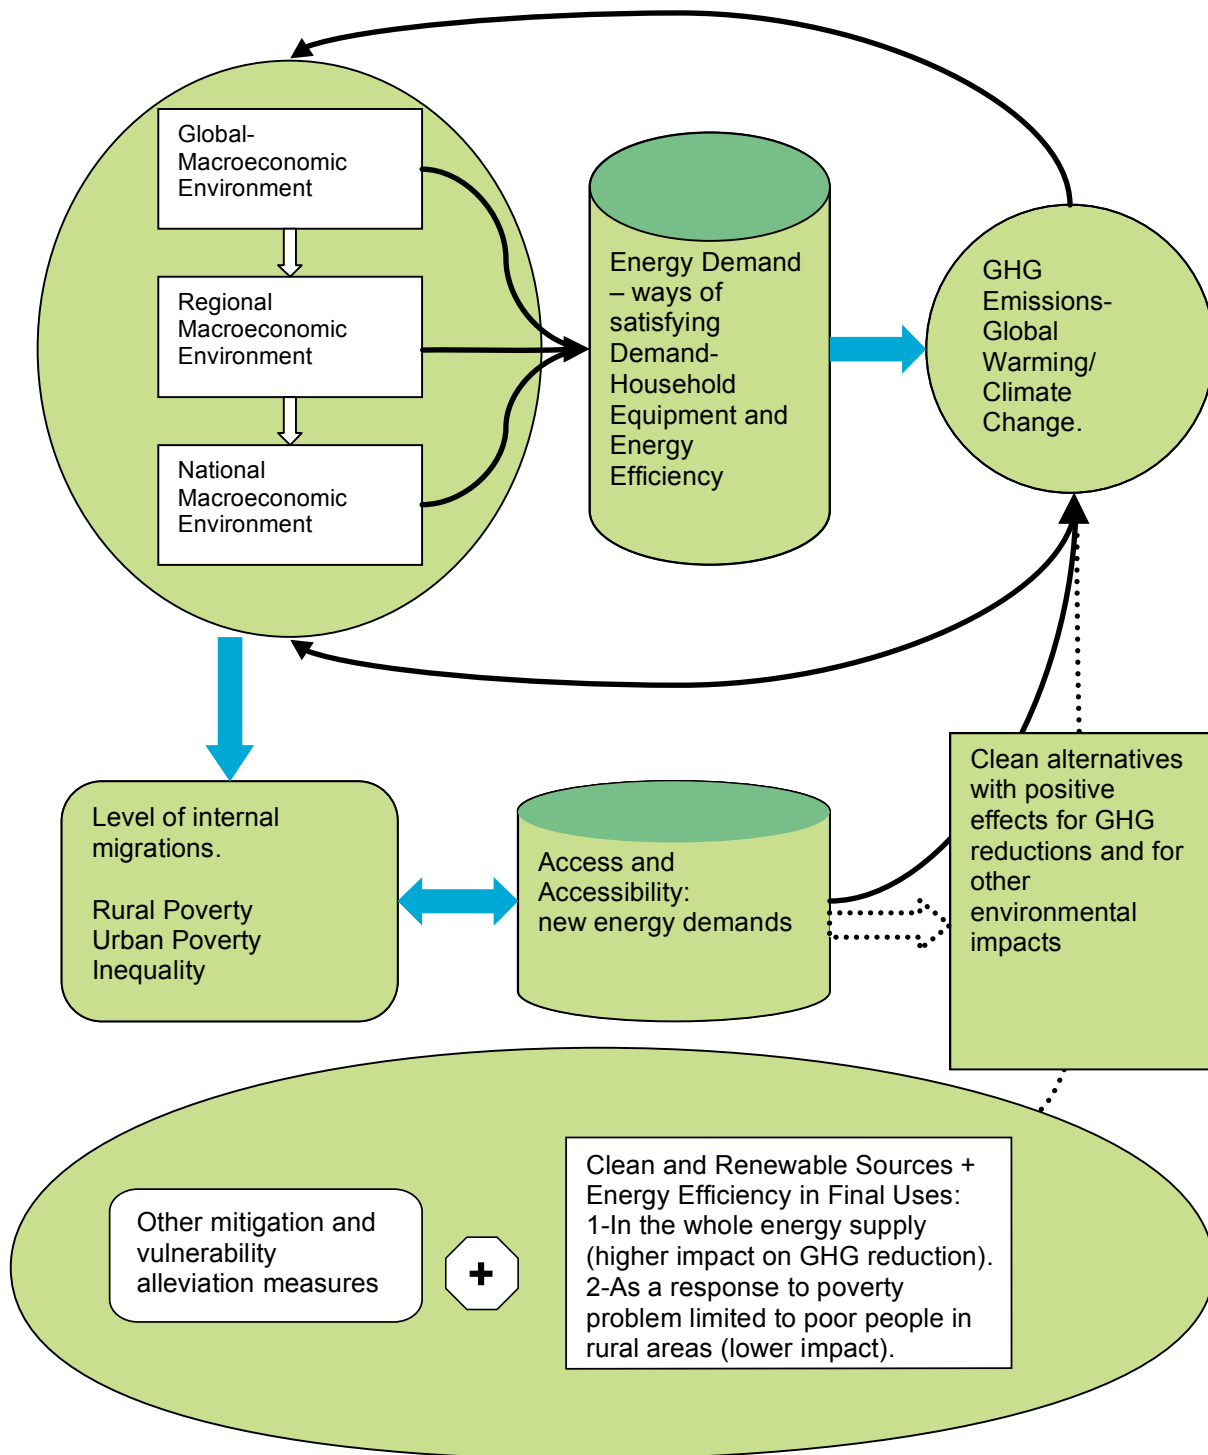 Global-
Macroeconomic
Environment
Regional
Macroeconomic
Environment
National
Macroeconomic
Environment
Energy Demand
– ways of
satisfying
Demand-
Household
Equipment and
Energy
Efficiency
GHG
Emissions-
Global
Warming/
Climate
Change.
Level of internal
migrations.
Rural Poverty
Urban Poverty
Inequality
Access and
Accessibility:
new energy demands
Clean alternatives
with positive
effects for GHG
reductions and for
other
environmental
impacts
Other mitigation and
vulnerability
alleviation measures
+
Clean and Renewable Sources +
Energy Efficiency in Final Uses:
1-In the whole energy supply
(higher impact on GHG reduction).
2-As a response to poverty
problem limited to poor people in
rural areas (lower impact).